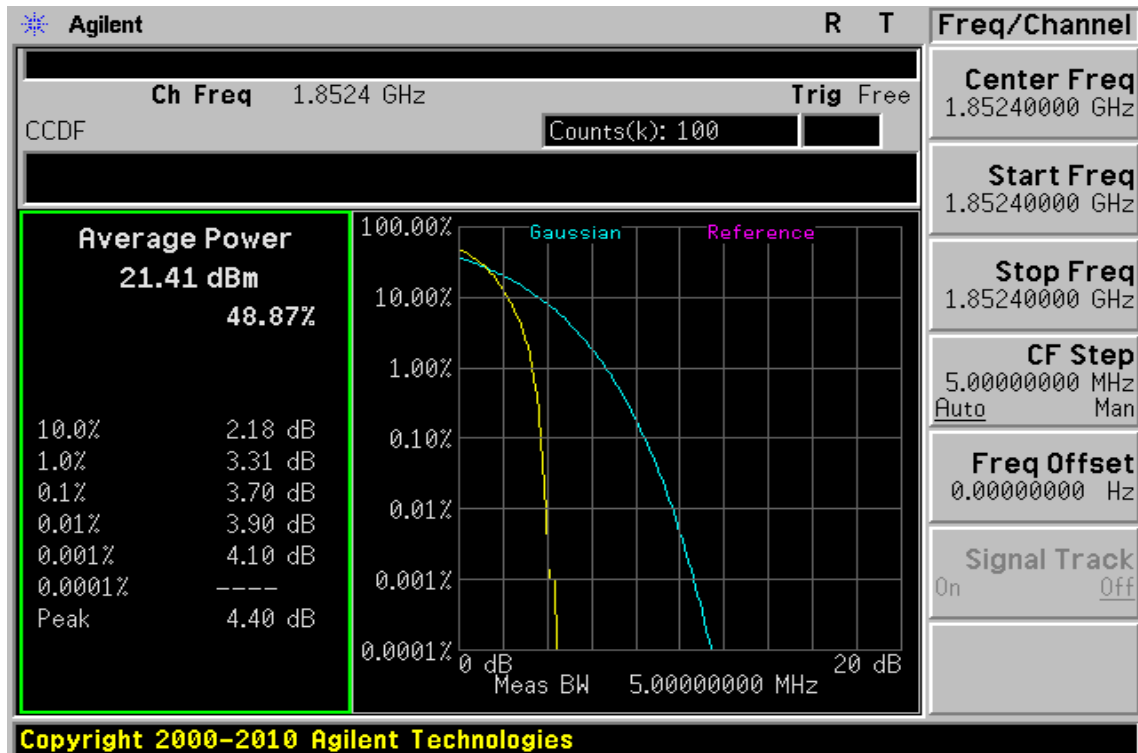 Agilent
R T
Ch Freq 1.8524 GHz
Trig Free
CCDF
Counts(k): 100
Average Power
21.41 dBm
48.87%
10.0% 2.18 dB
1.0% 3.31 dB
0.1% 3.70 dB
0.01% 3.90 dB
0.001% 4.10 dB
0.0001% ----
Peak 4.40 dB
Gaussian
Reference
100.00%
10.00%
1.00%
0.10%
0.01%
0.001%
0.0001%
0 dB
20 dB
Meas BW 5.00000000 MHz
Freq/Channel
Center Freq
1.85240000 GHz
Start Freq
1.85240000 GHz
Stop Freq
1.85240000 GHz
CF Step
5.00000000 MHz
Auto Man
Freq Offset
0.00000000 Hz
Signal Track
On Off
Copyright 2000-2010 Agilent Technologies